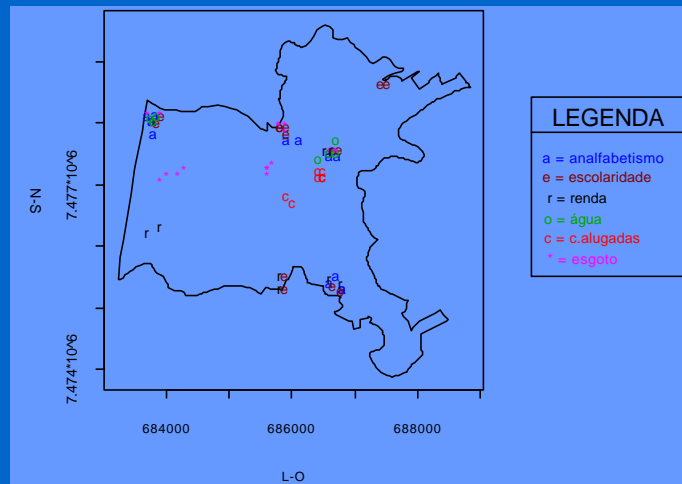 LEGENDA
a = analfabetismo
e = escolaridade
r = renda
o = água
c = c.alugadas
* = esgoto
S-N
7.477*10^6
7.474*10^6
684000 686000 688000
L-O